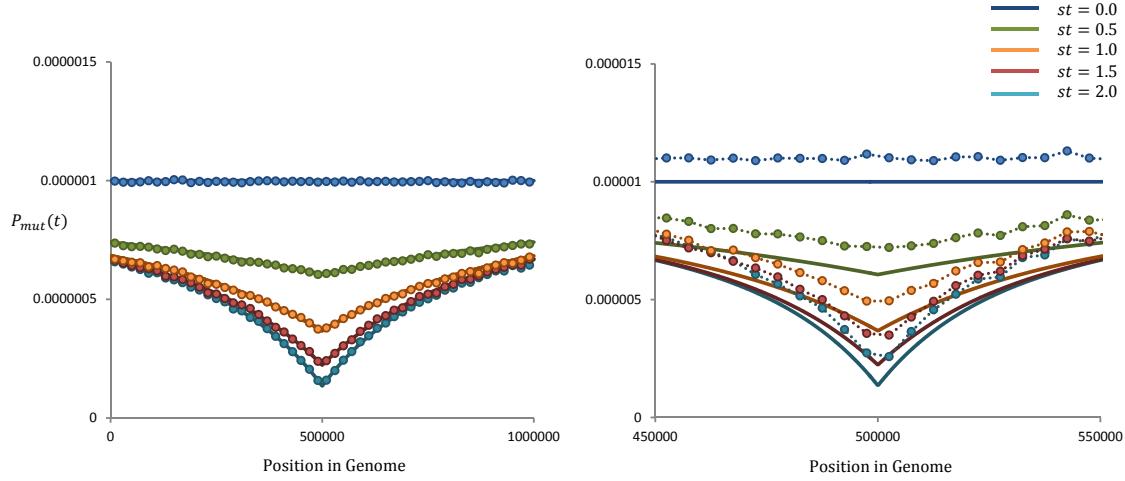 st = 0.0
st = 0.5
st = 1.0
st = 1.5
st = 2.0
0.0000015
0.000001
P_mut(t)
0.0000005
0
0
500000
1000000
Position in Genome
0.000015
0.00001
0.000005
0
450000
500000
550000
Position in Genome